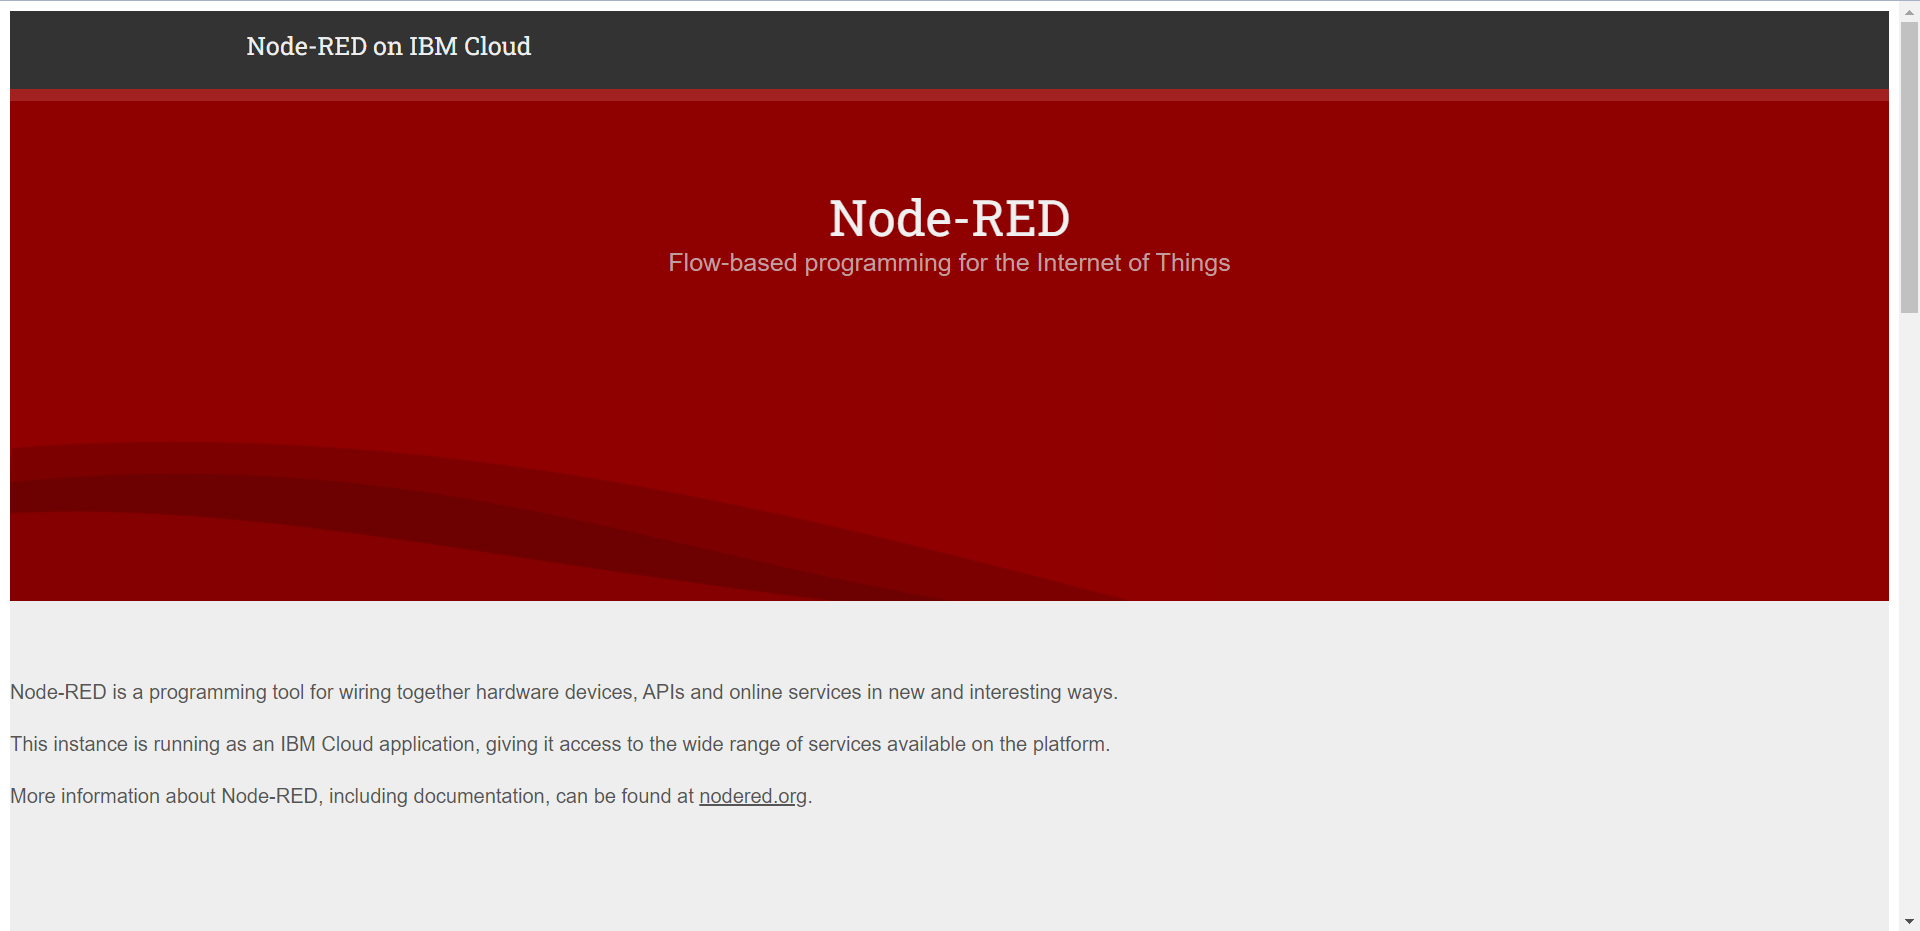 Node-RED on IBM Cloud
Node-RED
Flow-based programming for the Internet of Things
Node-RED is a programming tool for wiring together hardware devices, APIs and online services in new and interesting ways.
This instance is running as an IBM Cloud application, giving it access to the wide range of services available on the platform.
More information about Node-RED, including documentation, can be found at nodered.org.